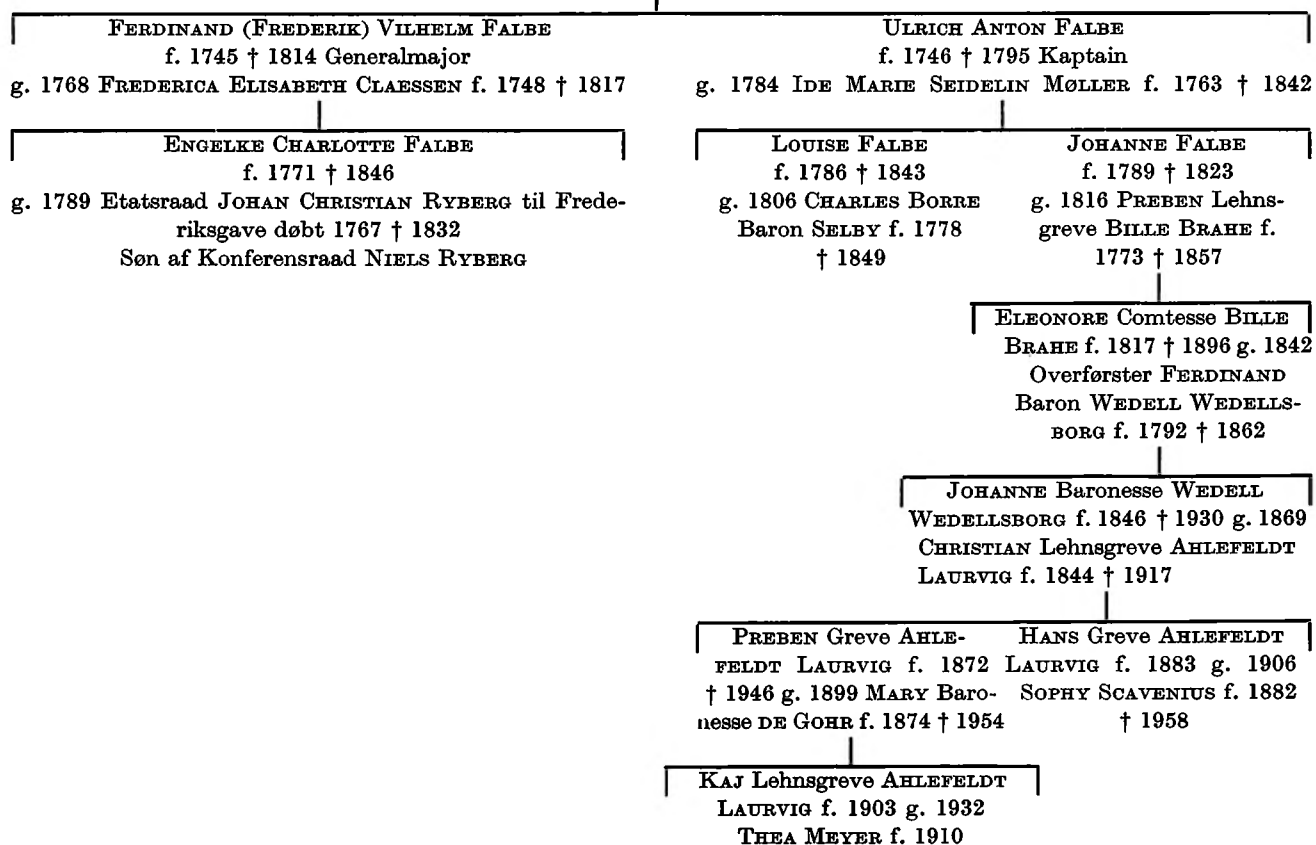 FERDINAND (FREDERIK) VILHELM FALBE
f. 1745 † 1814 Generalmajor
g. 1768 FREDERICA ELISABETH CLAESSEN f. 1748 † 1817
ULRICH ANTON FALBE
f. 1746 † 1795 Kaptain
g. 1784 IDE MARIE SEIDELIN MØLLER f. 1763 † 1842
ENGELKE CHARLOTTE FALBE
f. 1771 † 1846
g. 1789 Etatsraad JOHAN CHRISTIAN RYBERG til Frede-
riksgave døbt 1767 † 1832
Søn af Konferensraad NIELS RYBERG
LOUISE FALBE
f. 1786 † 1843
g. 1806 CHARLES BORRE
Baron SELBY f. 1778
† 1849
JOHANNE FALBE
f. 1789 † 1823
g. 1816 PREBEN Lehns-
greve BILLE BRAHE f.
1773 † 1857
ELEONORE Comtesse BILLE
BRAHE f. 1817 † 1896 g. 1842
Overførster FERDINAND
Baron WEDELL WEDELLS-
BORG f. 1792 † 1862
JOHANNE Baronesse WEDELL
WEDELLSBORG f. 1846 † 1930 g. 1869
CHRISTIAN Lehnsgreve AHLEFELDT
LAURVIG f. 1844 † 1917
PREBEN Greve AHLE-
FELDT LAURVIG f. 1872
† 1946 g. 1899 MARY Baro-
nesse DE GOHR f. 1874 † 1954
HANS Greve AHLEFELDT
LAURVIG f. 1883 g. 1906
SOPHY SCAVENIUS f. 1882
† 1958
KAJ Lehnsgreve AHLEFELDT
LAURVIG f. 1903 g. 1932
THEA MEYER f. 1910